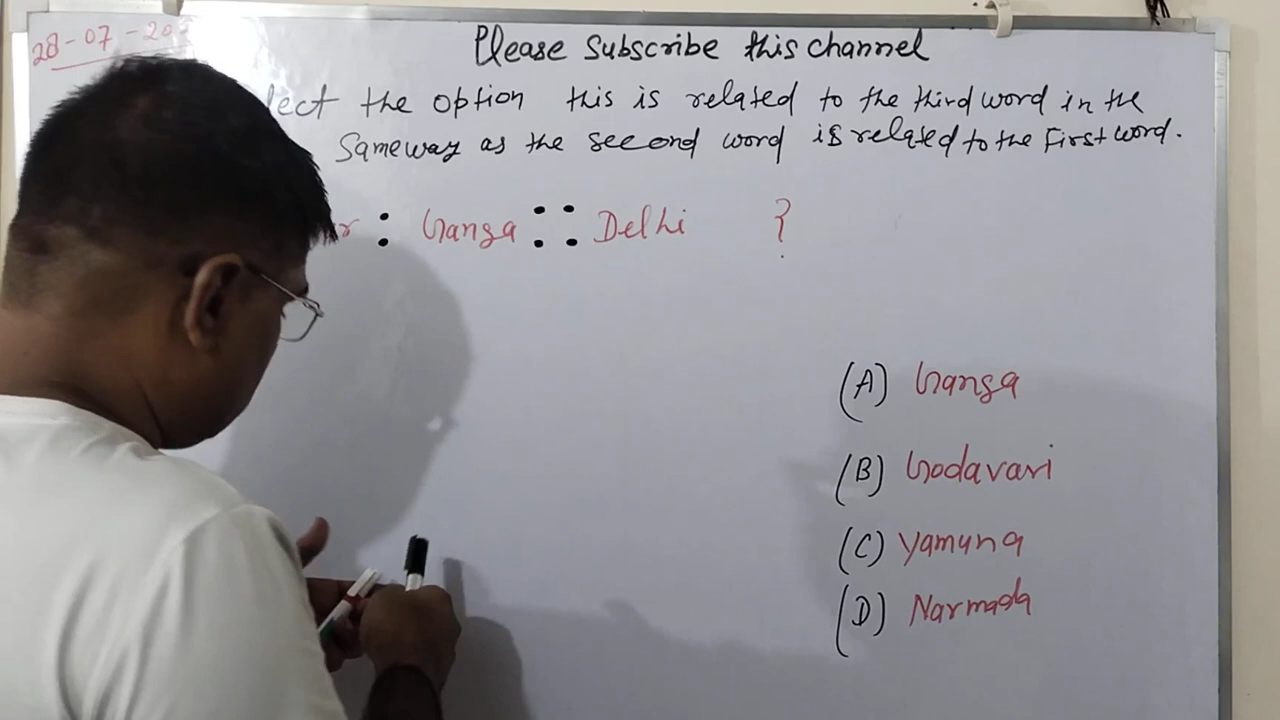 28-07-20
Please Subscribe this channel
lect the option this is related to the third word in the
Sameway as the second word is related to the First word.
r : Ganga :: Delhi ?
(A) Ganga
(B) Godavari
(C) Yamuna
(D) Narmada